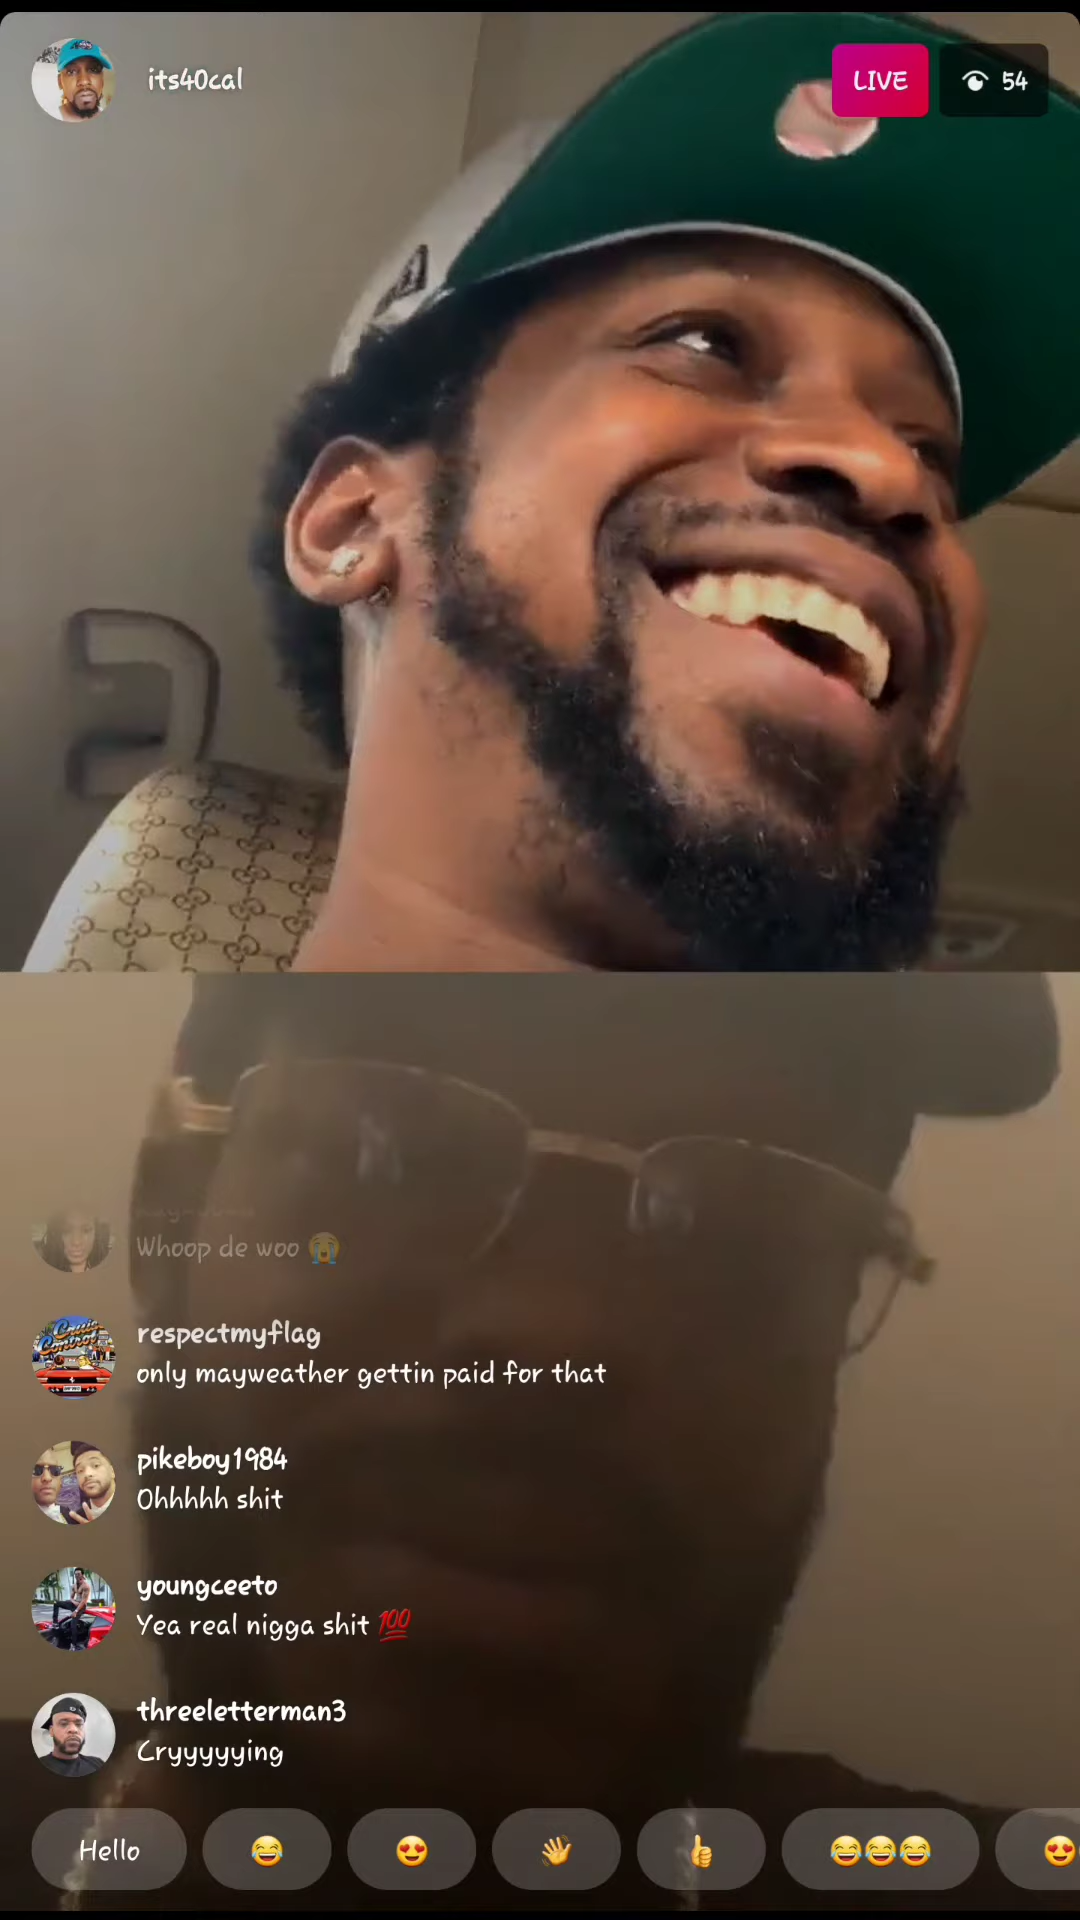 its40cal
LIVE
54
Whoop de woo 😭
respectmyflag
only mayweather gettin paid for that
pikeboy1984
Ohhhhh shit
youngceeto
Yea real nigga shit 💯
threeletterman3
Cryyyyying
Hello 😂 😍 👋 👍 😂😂😂 😍